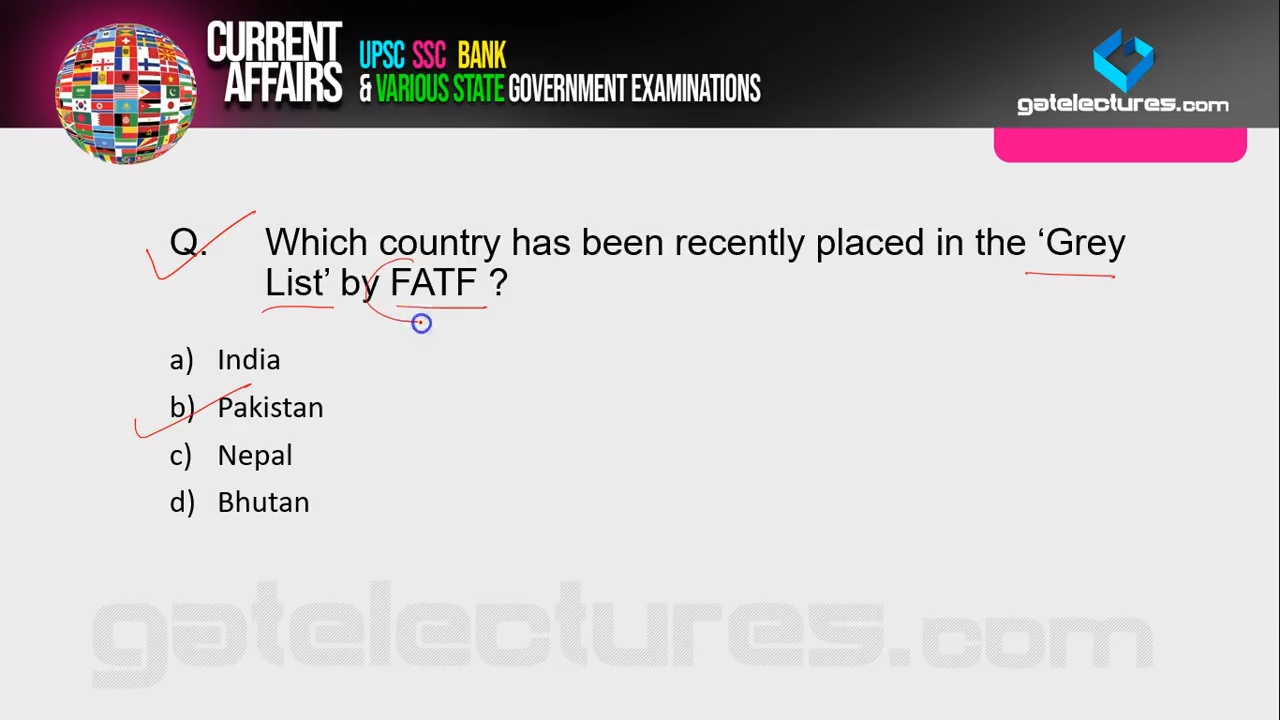 CURRENT
AFFAIRS
UPSC SSC BANK
& VARIOUS STATE GOVERNMENT EXAMINATIONS
gatelectures.com
Q. Which country has been recently placed in the ‘Grey
List’ by FATF ?
a) India
b) Pakistan
c) Nepal
d) Bhutan
gatelectures.com